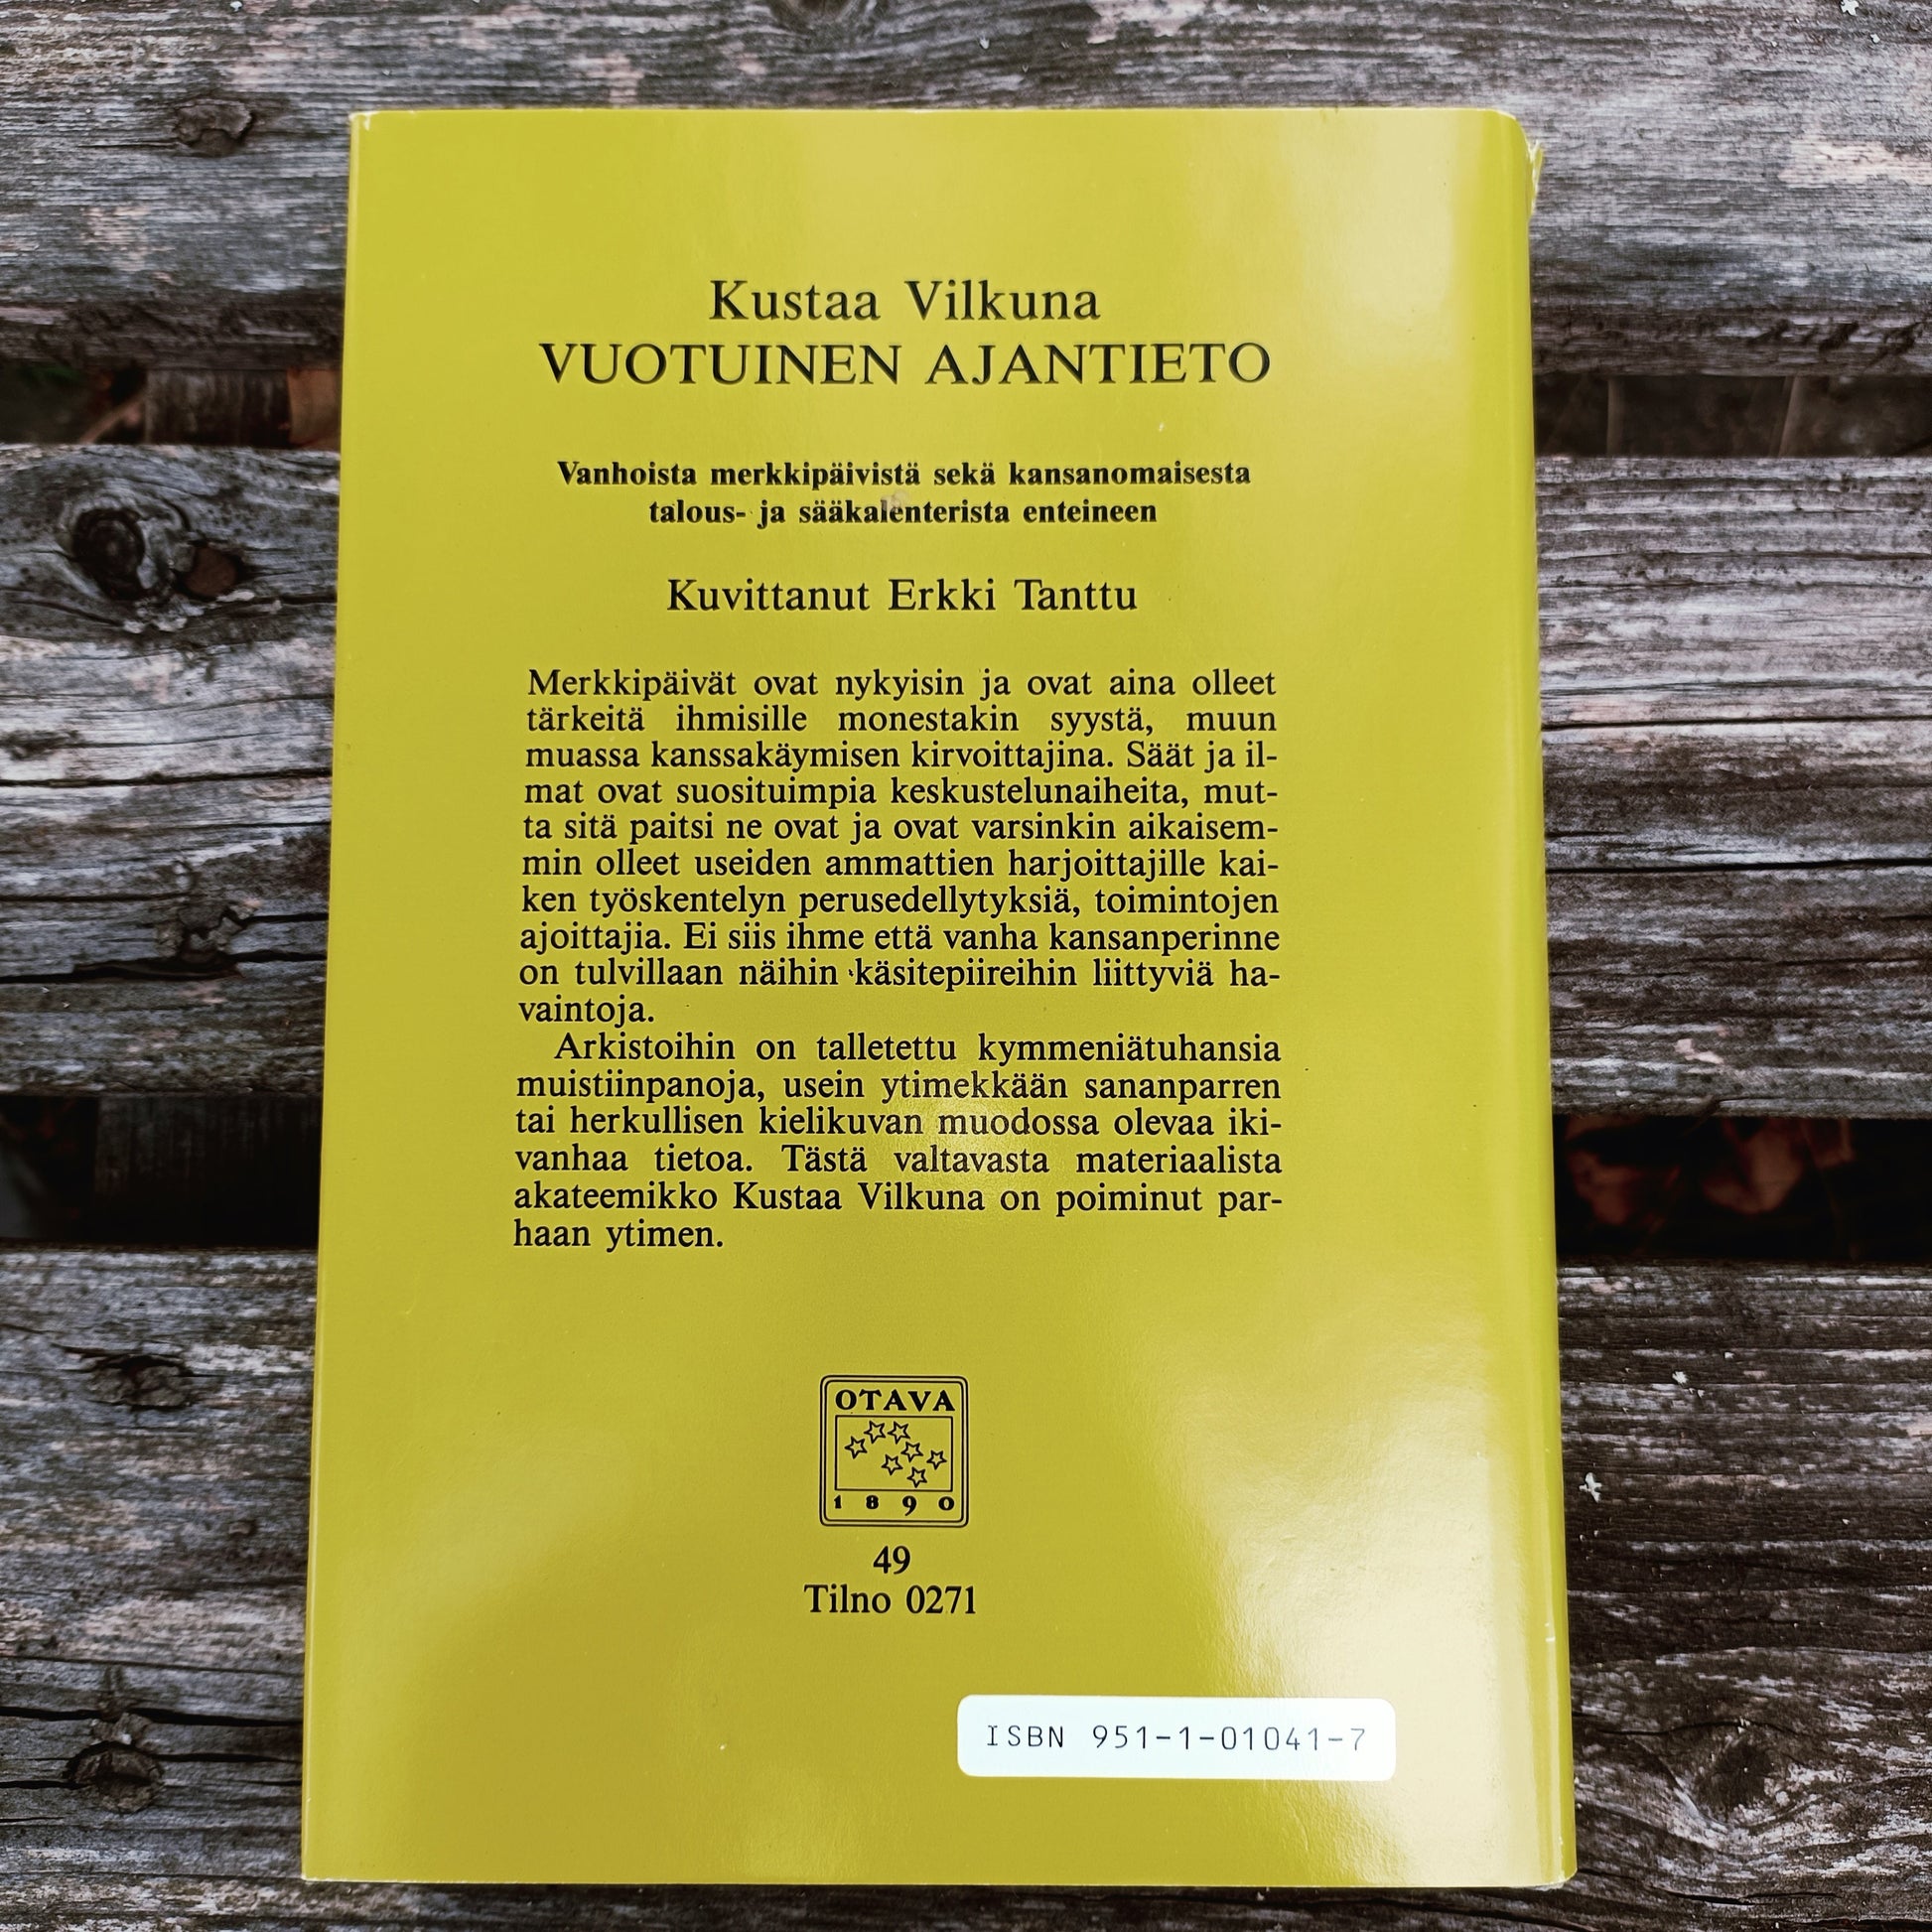 Kustaa Vilkuna
VUOTUINEN AJANTIETO
Vanhoista merkkipäivistä sekä kansanomaisesta
talous- ja sääkalenterista enteineen
Kuvittanut Erkki Tanttu
Merkkipäivät ovat nykyisin ja ovat aina olleet
tärkeitä ihmisille monestakin syystä, muun
muassa kanssakäymisen kirvoittajina. Säät ja il-
mat ovat suosituimpia keskustelunaiheita, mut-
ta sitä paitsi ne ovat ja ovat varsinkin aikaisem-
min olleet useiden ammattien harjoittajille kai-
ken työskentelyn perusedellytyksiä, toimintojen
ajoittajia. Ei siis ihme että vanha kansanperinne
on tulvillaan näihin käsitepiireihin liittyviä ha-
vaintoja.
Arkistoihin on talletettu kymmeniätuhansia
muistiinpanoja, usein ytimekkään sananparren
tai herkullisen kielikuvan muodossa olevaa iki-
vanhaa tietoa. Tästä valtavasta materiaalista
akateemikko Kustaa Vilkuna on poiminut par-
haan ytimen.
OTAVA
1890
49
Tilno 0271
ISBN 951-1-01041-7